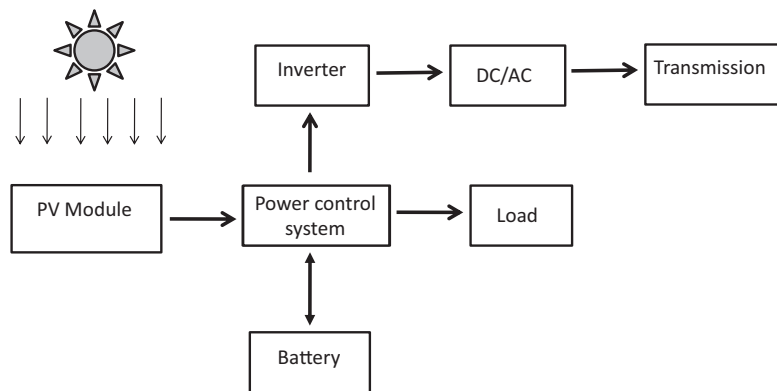 Inverter
DC/AC
Transmission
PV Module
Power control
system
Load
Battery